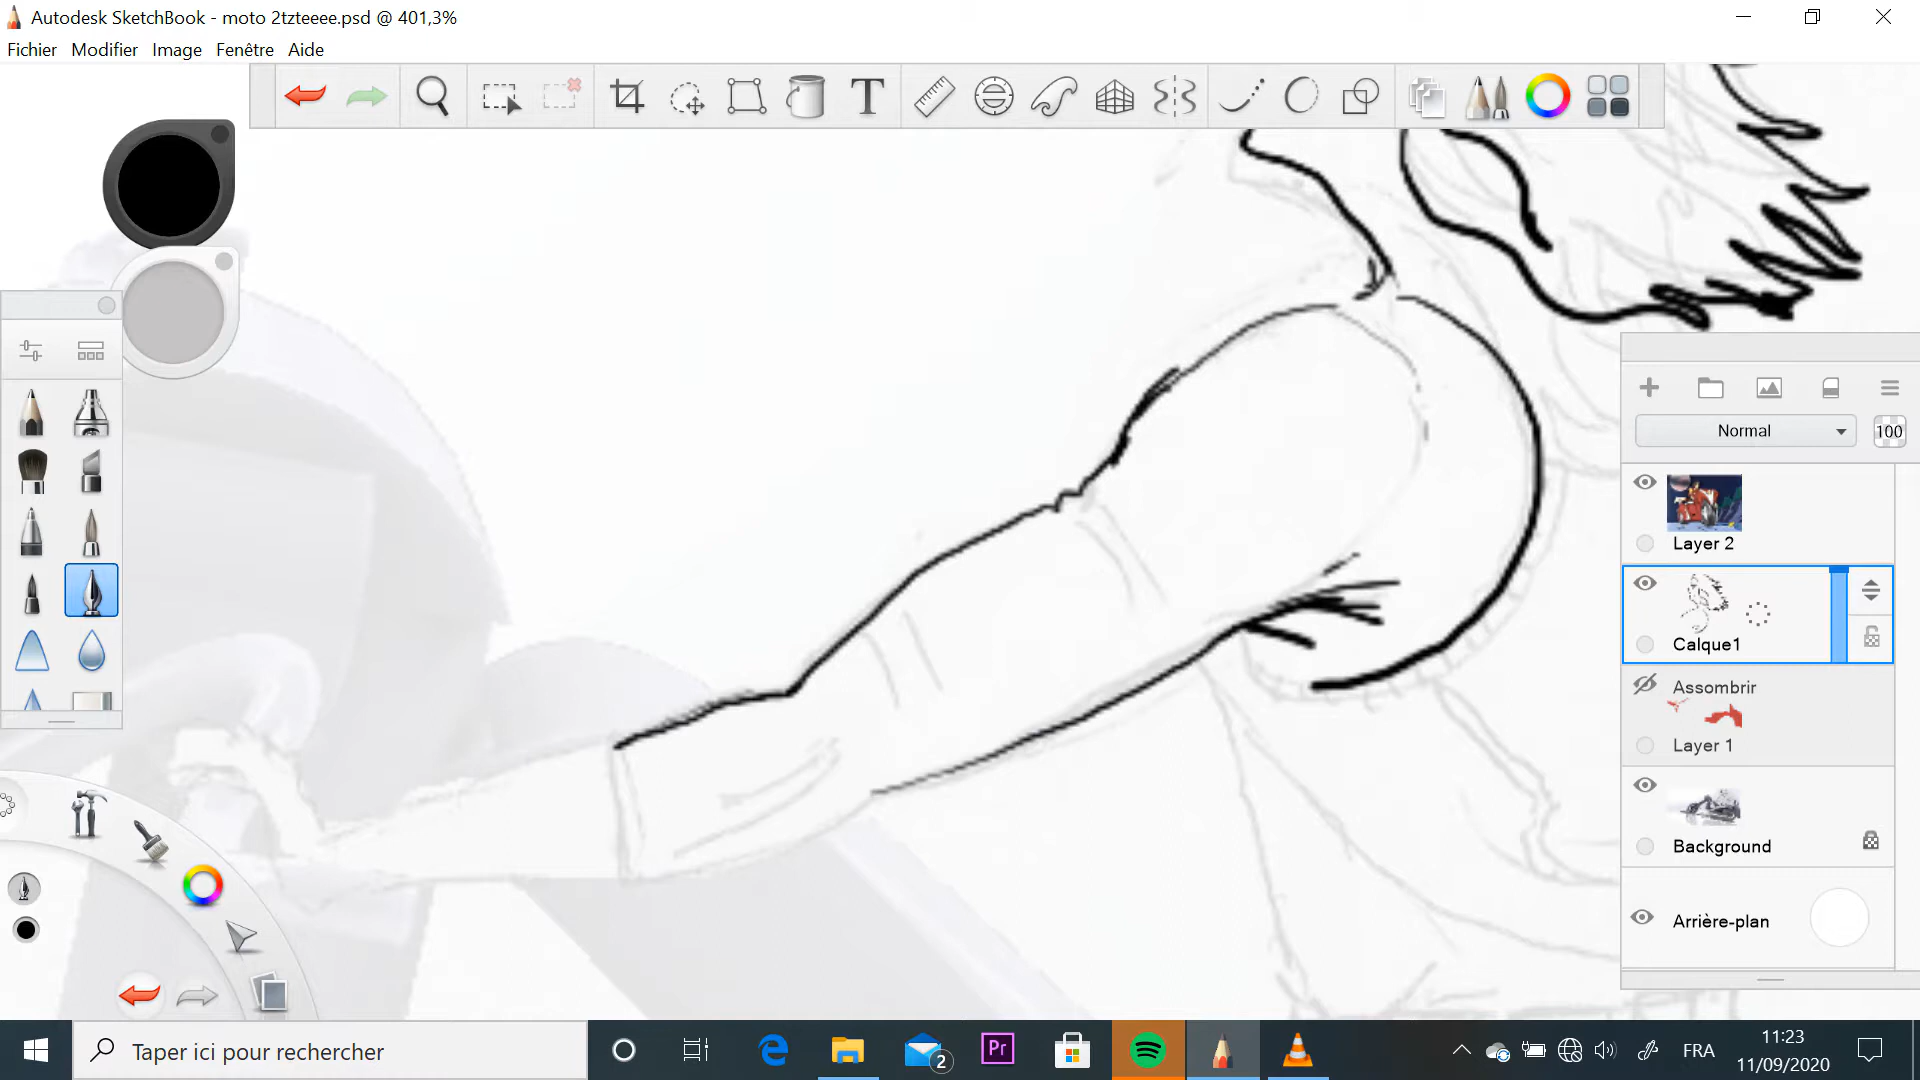 Autodesk SketchBook - moto 2tzteeee.psd @ 401,3%
Fichier Modifier Image Fenêtre Aide
T
Normal 100
Layer 2
Calque1
Assombrir
Layer 1
Background
Arrière-plan
Taper ici pour rechercher
2
Pr
FRA
11:23
11/09/2020